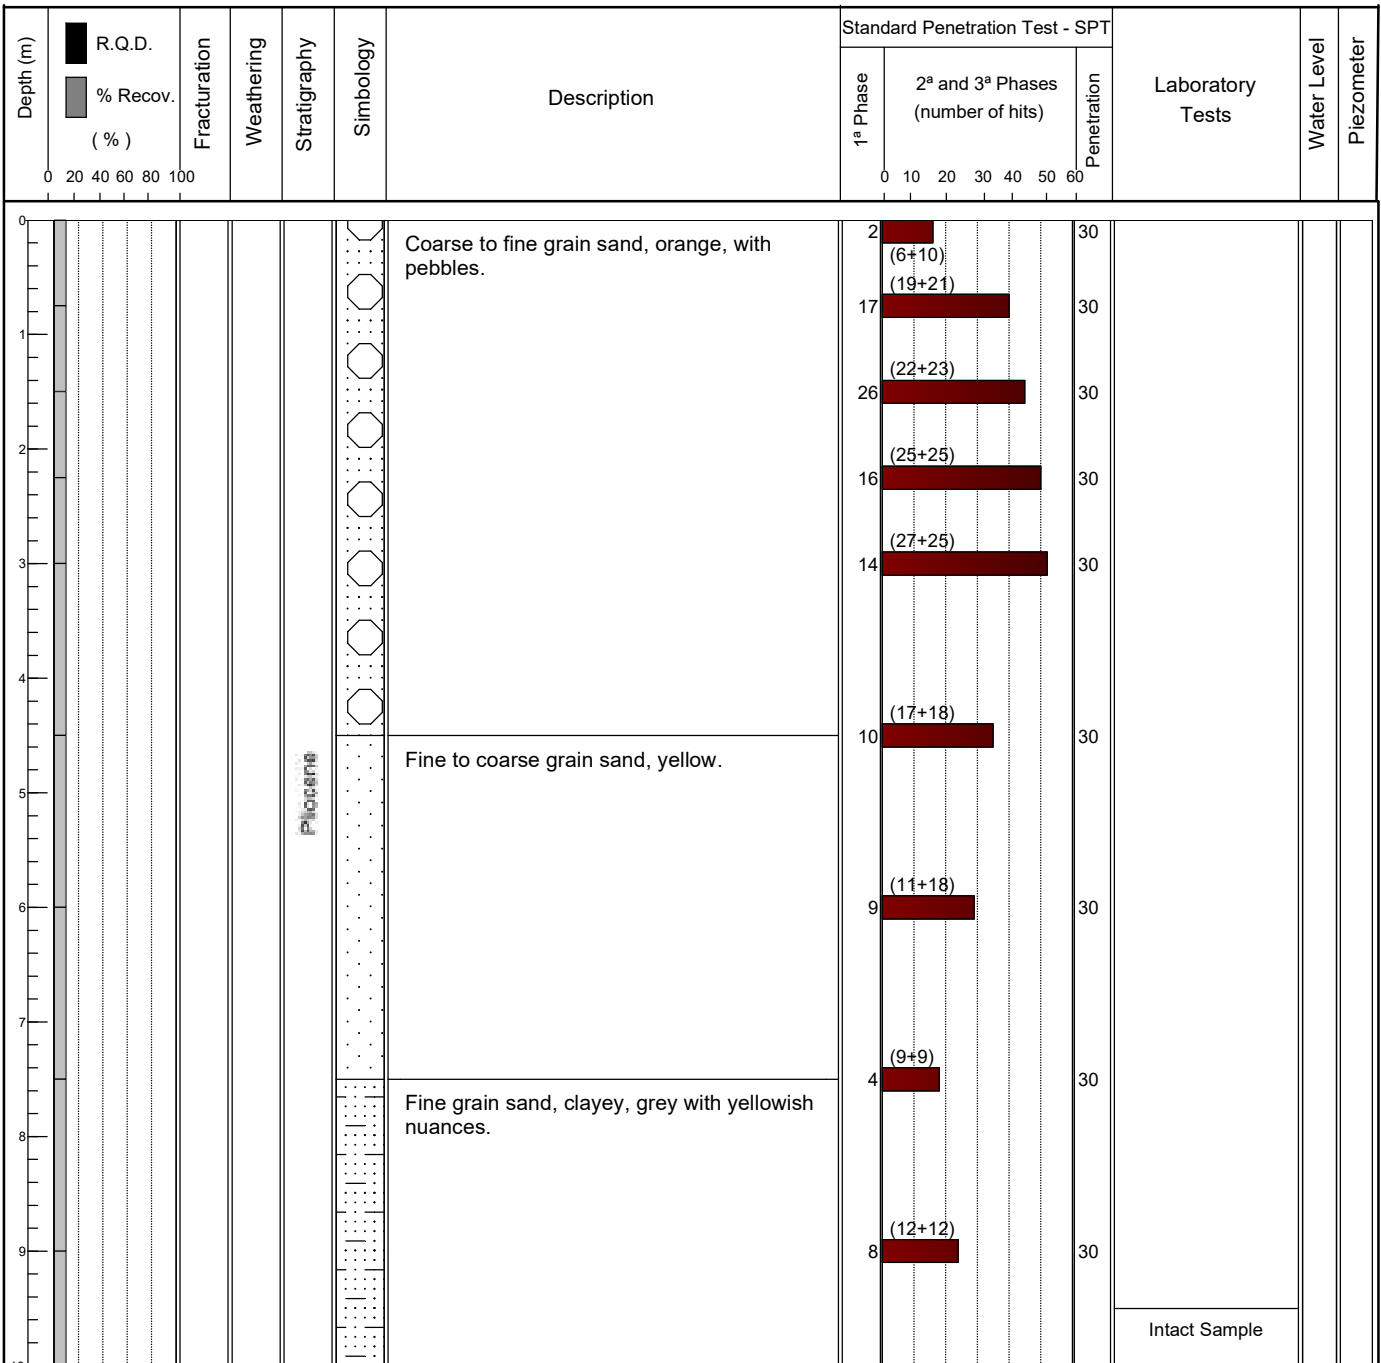 Depth (m)
R.Q.D.
% Recov.
( % )
0 20 40 60 80 100
Fracturation
Weathering
Stratigraphy
Simbology
Description
Standard Penetration Test - SPT
1ª Phase
2ª and 3ª Phases
(number of hits)
0 10 20 30 40 50 60
Penetration
Laboratory
Tests
Water Level
Piezometer
0
Coarse to fine grain sand, orange, with
pebbles.
2
(6+10)
30
(19+21)
17
30
1
(22+23)
26
30
2
(25+25)
16
30
(27+25)
3
14
30
4
(17+18)
10
30
Fine to coarse grain sand, yellow.
Pliocene
5
(11+18)
6
9
30
7
(9+9)
4
30
Fine grain sand, clayey, grey with yellowish
nuances.
8
(12+12)
9
8
30
Intact Sample